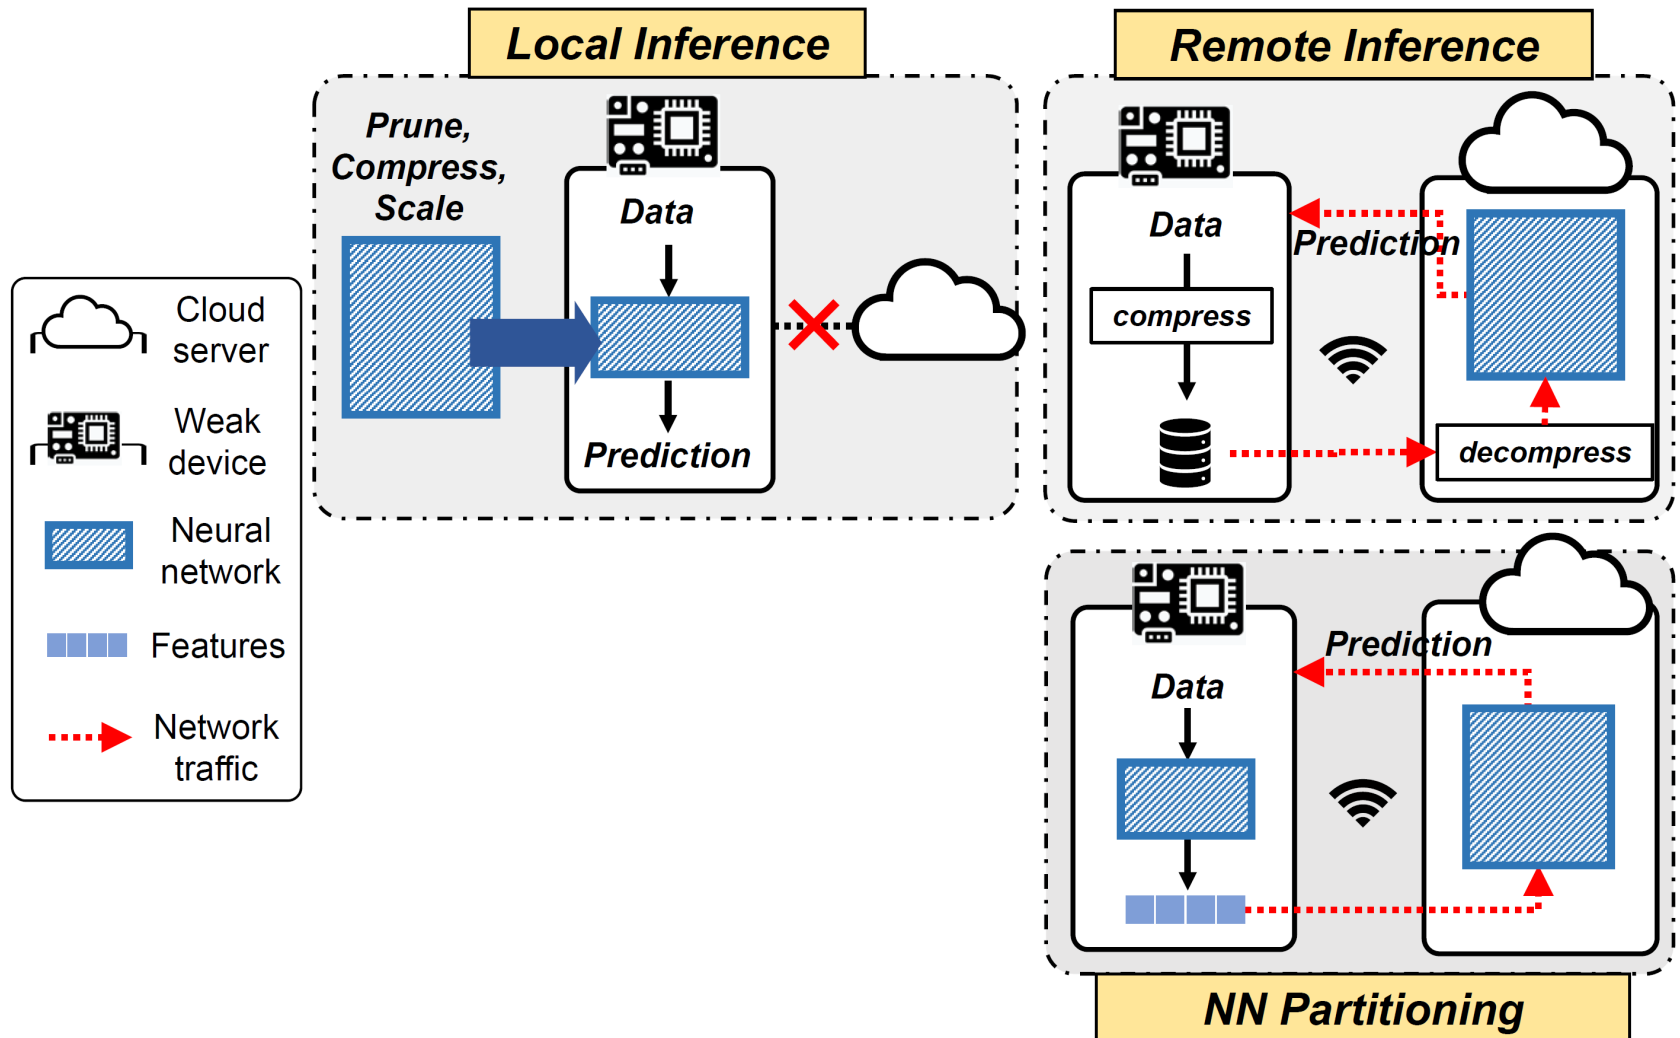 Local Inference
Remote Inference
Prune,
Compress,
Scale
Data
Prediction
Data
compress
Prediction
decompress
Cloud
server
Weak
device
Neural
network
Features
Network
traffic
Prediction
Data
NN Partitioning